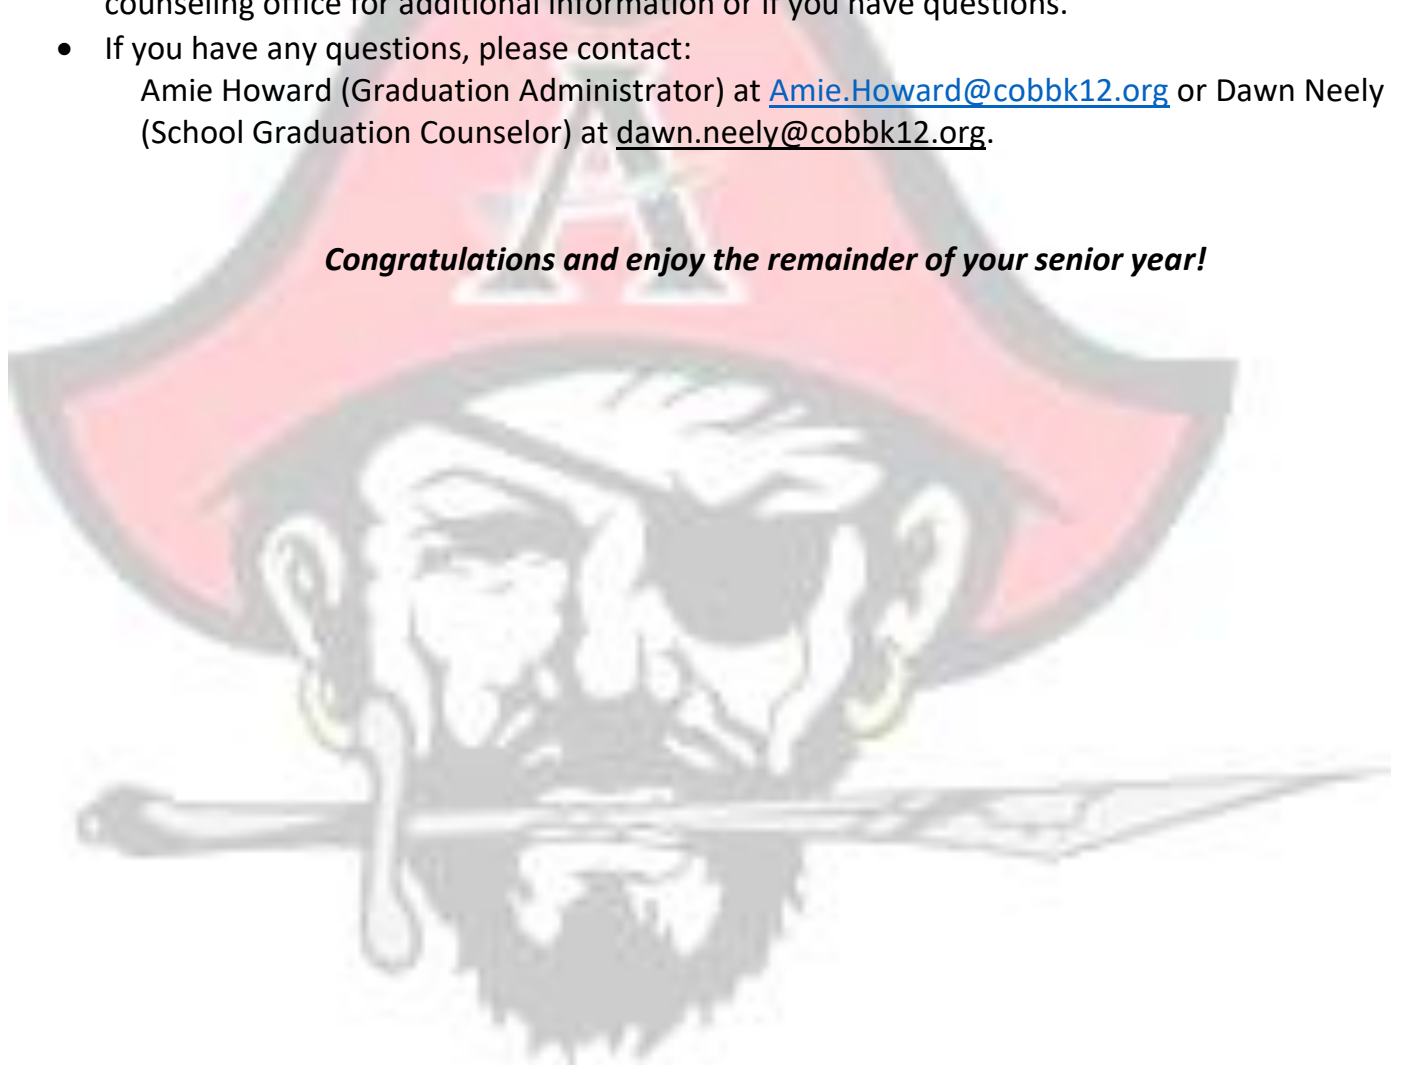 counseling office for additional information or if you have questions.
• If you have any questions, please contact:
Amie Howard (Graduation Administrator) at Amie.Howard@cobbk12.org or Dawn Neely
(School Graduation Counselor) at dawn.neely@cobbk12.org.
A
Congratulations and enjoy the remainder of your senior year!